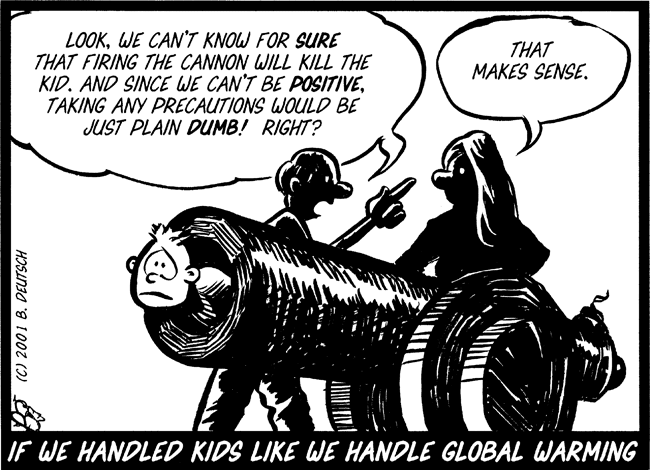 LOOK, WE CAN'T KNOW FOR SURE
THAT FIRING THE CANNON WILL KILL THE
KID. AND SINCE WE CAN'T BE POSITIVE,
TAKING ANY PRECAUTIONS WOULD BE
JUST PLAIN DUMB! RIGHT?
THAT
MAKES SENSE.
(C) 2001 B. DEUTSCH
IF WE HANDLED KIDS LIKE WE HANDLE GLOBAL WARMING